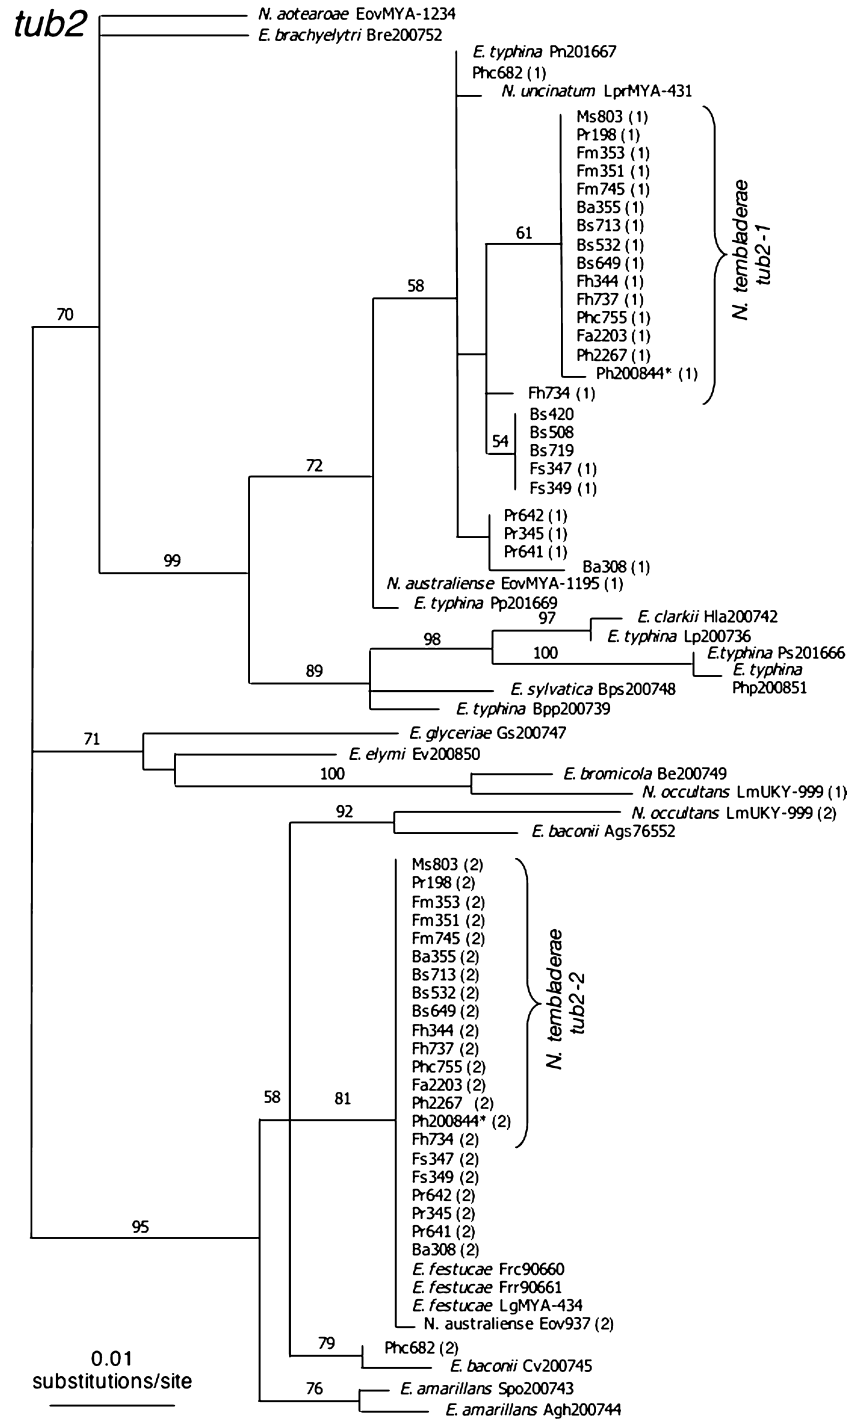 tub2
N. aotearoae EovMYA-1234
E. brachyelytri Bre200752
E. typhina Pn201667
Phc682 (1)
N. uncinatum LprMYA-431
Ms803 (1)
Pr198 (1)
Fm353 (1)
Fm351 (1)
Fm745 (1)
Ba355 (1)
Bs713 (1)
61
Bs532 (1)
Bs649 (1)
Fh344 (1)
Fh737 (1)
Phc755 (1)
Fa2203 (1)
Ph2267 (1)
Ph200844* (1)
N. tembladerae
tub2-1
58
70
Fh734 (1)
Bs420
Bs508
54
Bs719
Fs347 (1)
Fs349 (1)
72
Pr642 (1)
Pr345 (1)
Pr641 (1)
99
Ba308 (1)
N. australiense EovMYA-1195 (1)
E. typhina Pp201669
97
E. clarkii Hla200742
E. typhina Lp200736
98
100
E.typhina Ps201666
E. typhina
Php200851
89
E. sylvatica Bps200748
E. typhina Bpp200739
71
E. glyceriae Gs200747
E. elymi Ev200850
100
E. bromicola Be200749
N. occultans LmUKY-999 (1)
92
N. occultans LmUKY-999 (2)
E. baconii Ags76552
Ms803 (2)
Pr198 (2)
Fm353 (2)
Fm351 (2)
Fm745 (2)
Ba355 (2)
Bs713 (2)
Bs532 (2)
Bs649 (2)
Fh344 (2)
Fh737 (2)
Phc755 (2)
Fa2203 (2)
Ph2267 (2)
Ph200844* (2)
Fh734 (2)
N. tembladerae
tub2-2
58
81
Fs347 (2)
Fs349 (2)
Pr642 (2)
Pr345 (2)
Pr641 (2)
Ba308 (2)
95
E. festucae Frc90660
E. festucae Frr90661
E. festucae LgMYA-434
N. australiense Eov937 (2)
79
Phc682 (2)
E. baconii Cv200745
76
E. amarillans Spo200743
E. amarillans Agh200744
0.01
substitutions/site